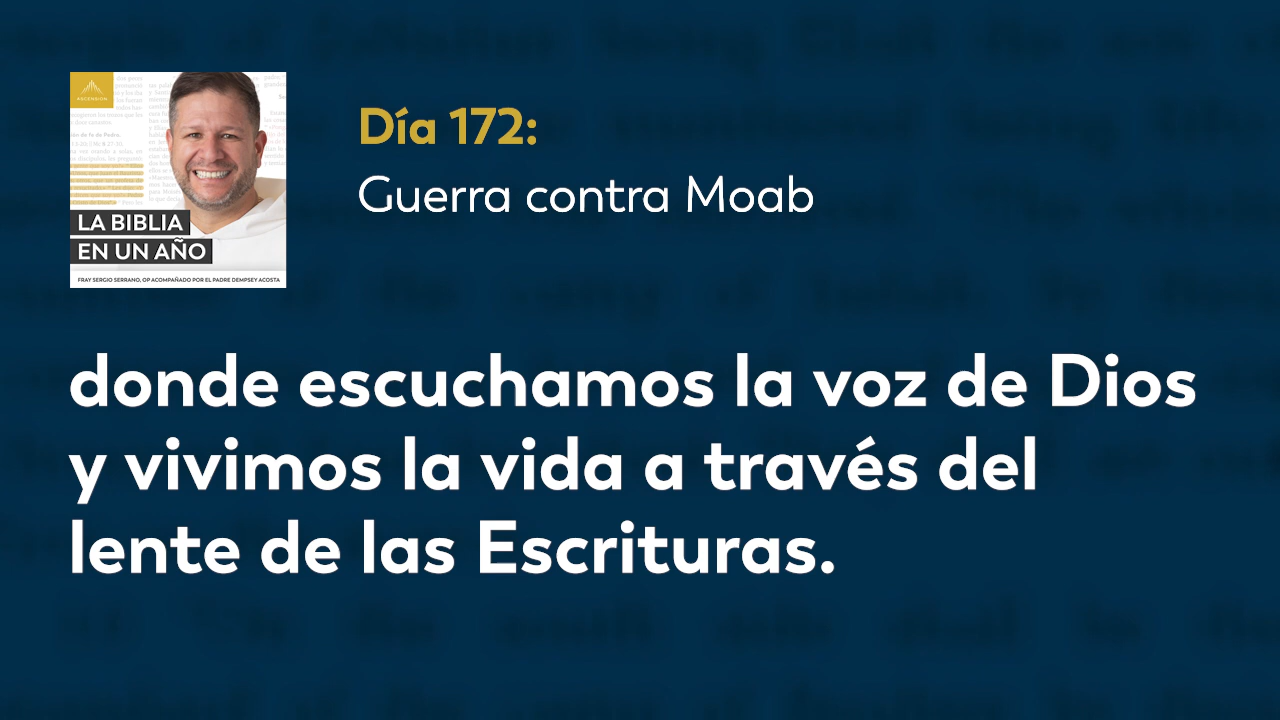 ASCENSION
LA BIBLIA
EN UN AÑO
FRAY SERGIO SERRANO, OP ACOMPAÑADO POR EL PADRE DEMPSEY ACOSTA
Día 172:
Guerra contra Moab
donde escuchamos la voz de Dios
y vivimos la vida a través del
lente de las Escrituras.